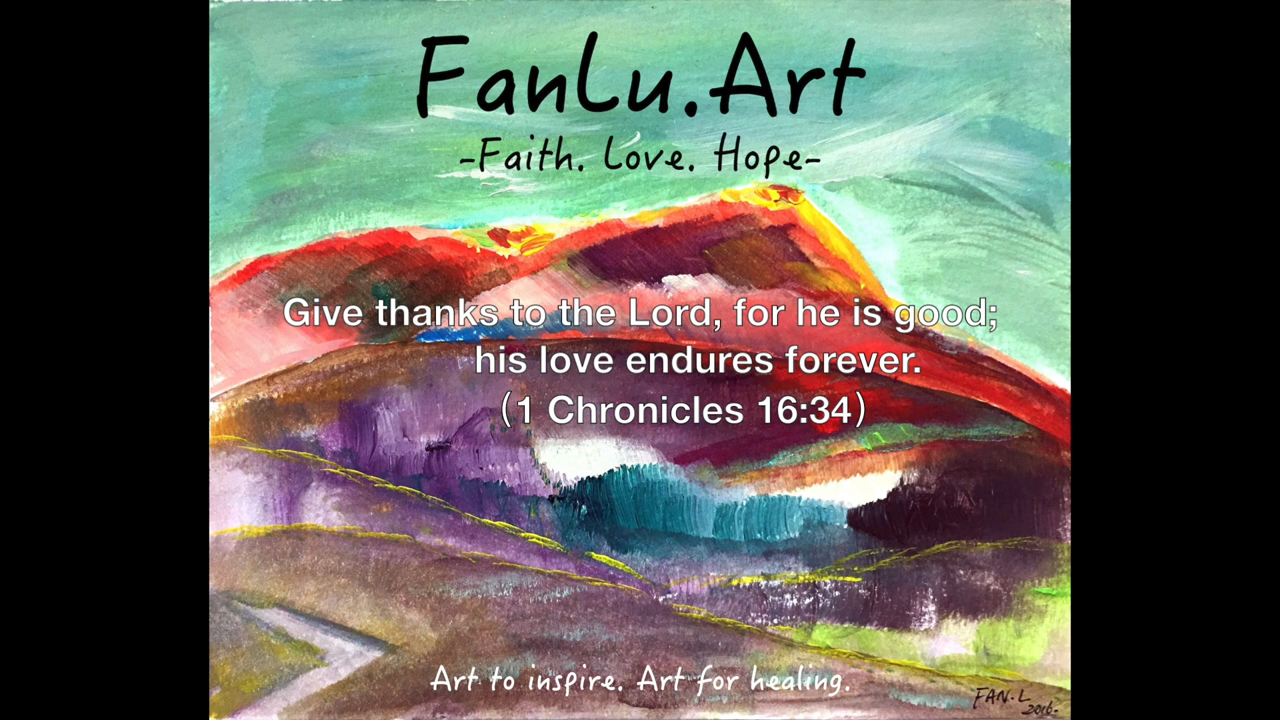 FanLu.Art
-Faith. Love. Hope-
Give thanks to the Lord, for he is good;
his love endures forever.
(1 Chronicles 16:34)
Art to inspire. Art for healing.
FAN.L
2016.